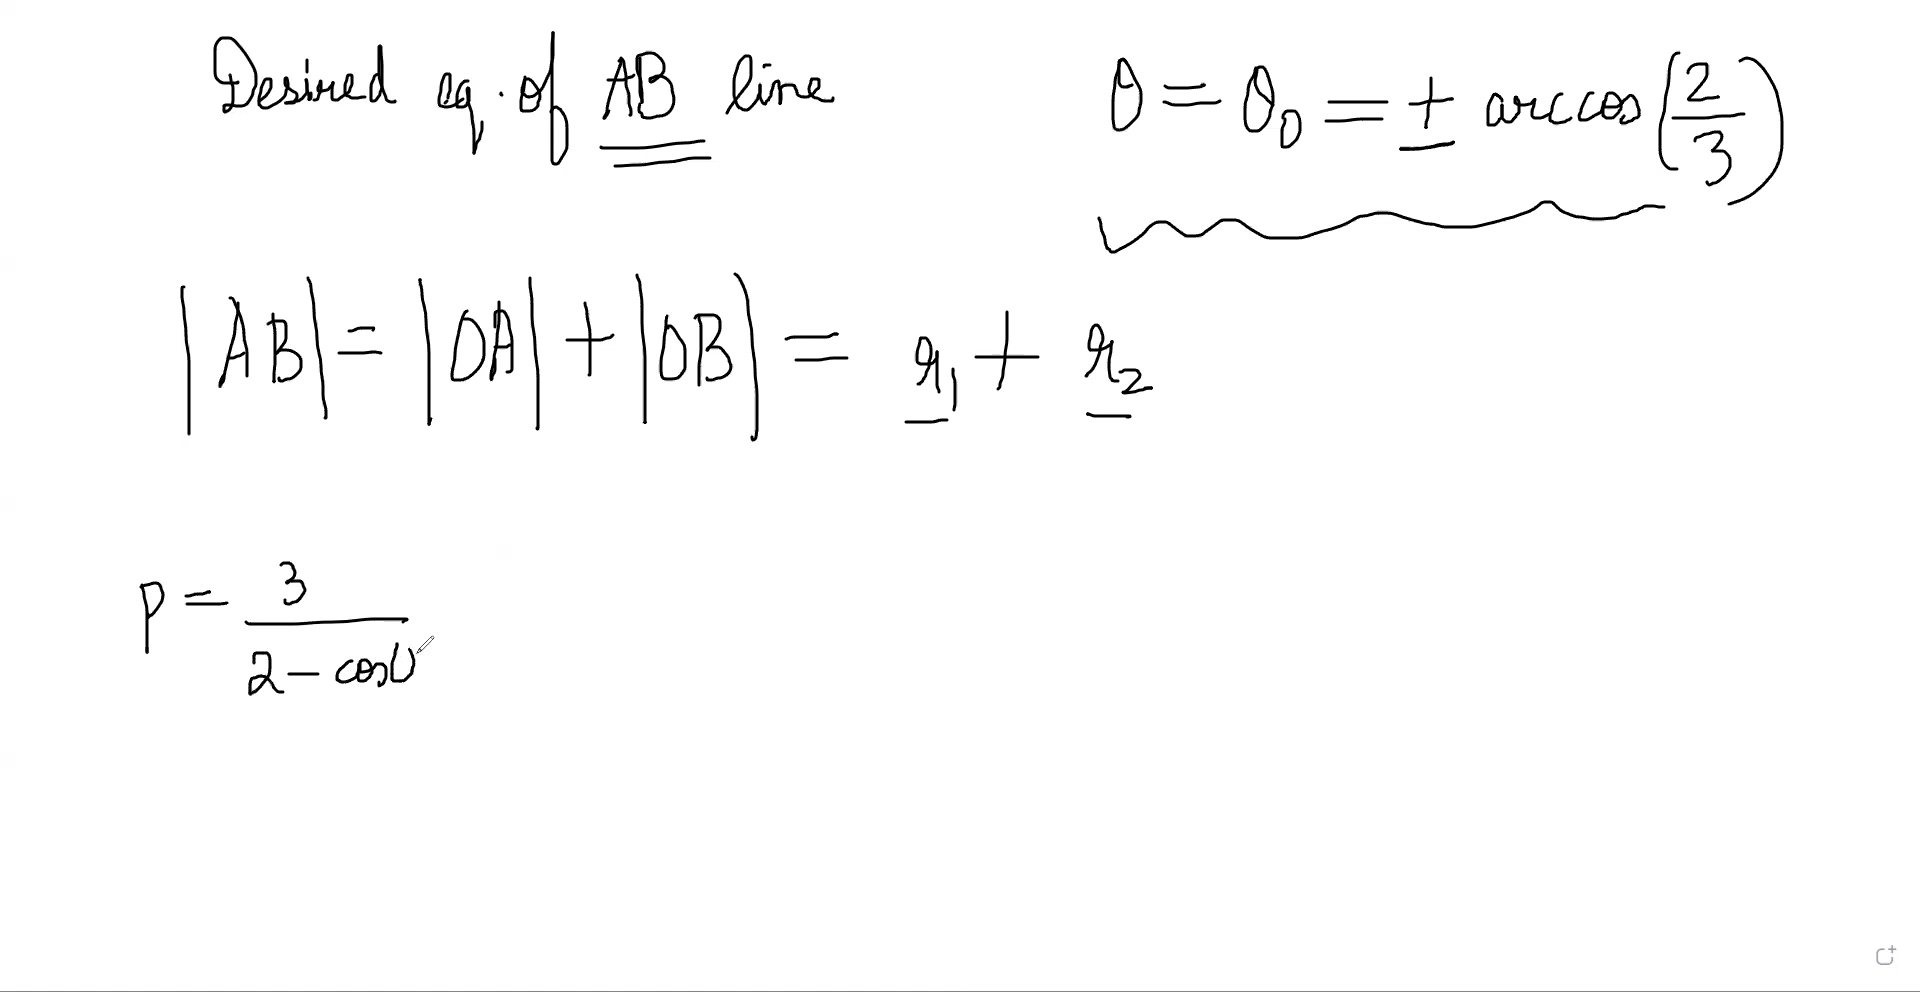 Desired eq. of AB line θ = θ₀ = ± arccos(2/3)
|AB| = |OA| + |OB| = r₁ + r₂
P = 3 / (2 - cosθ